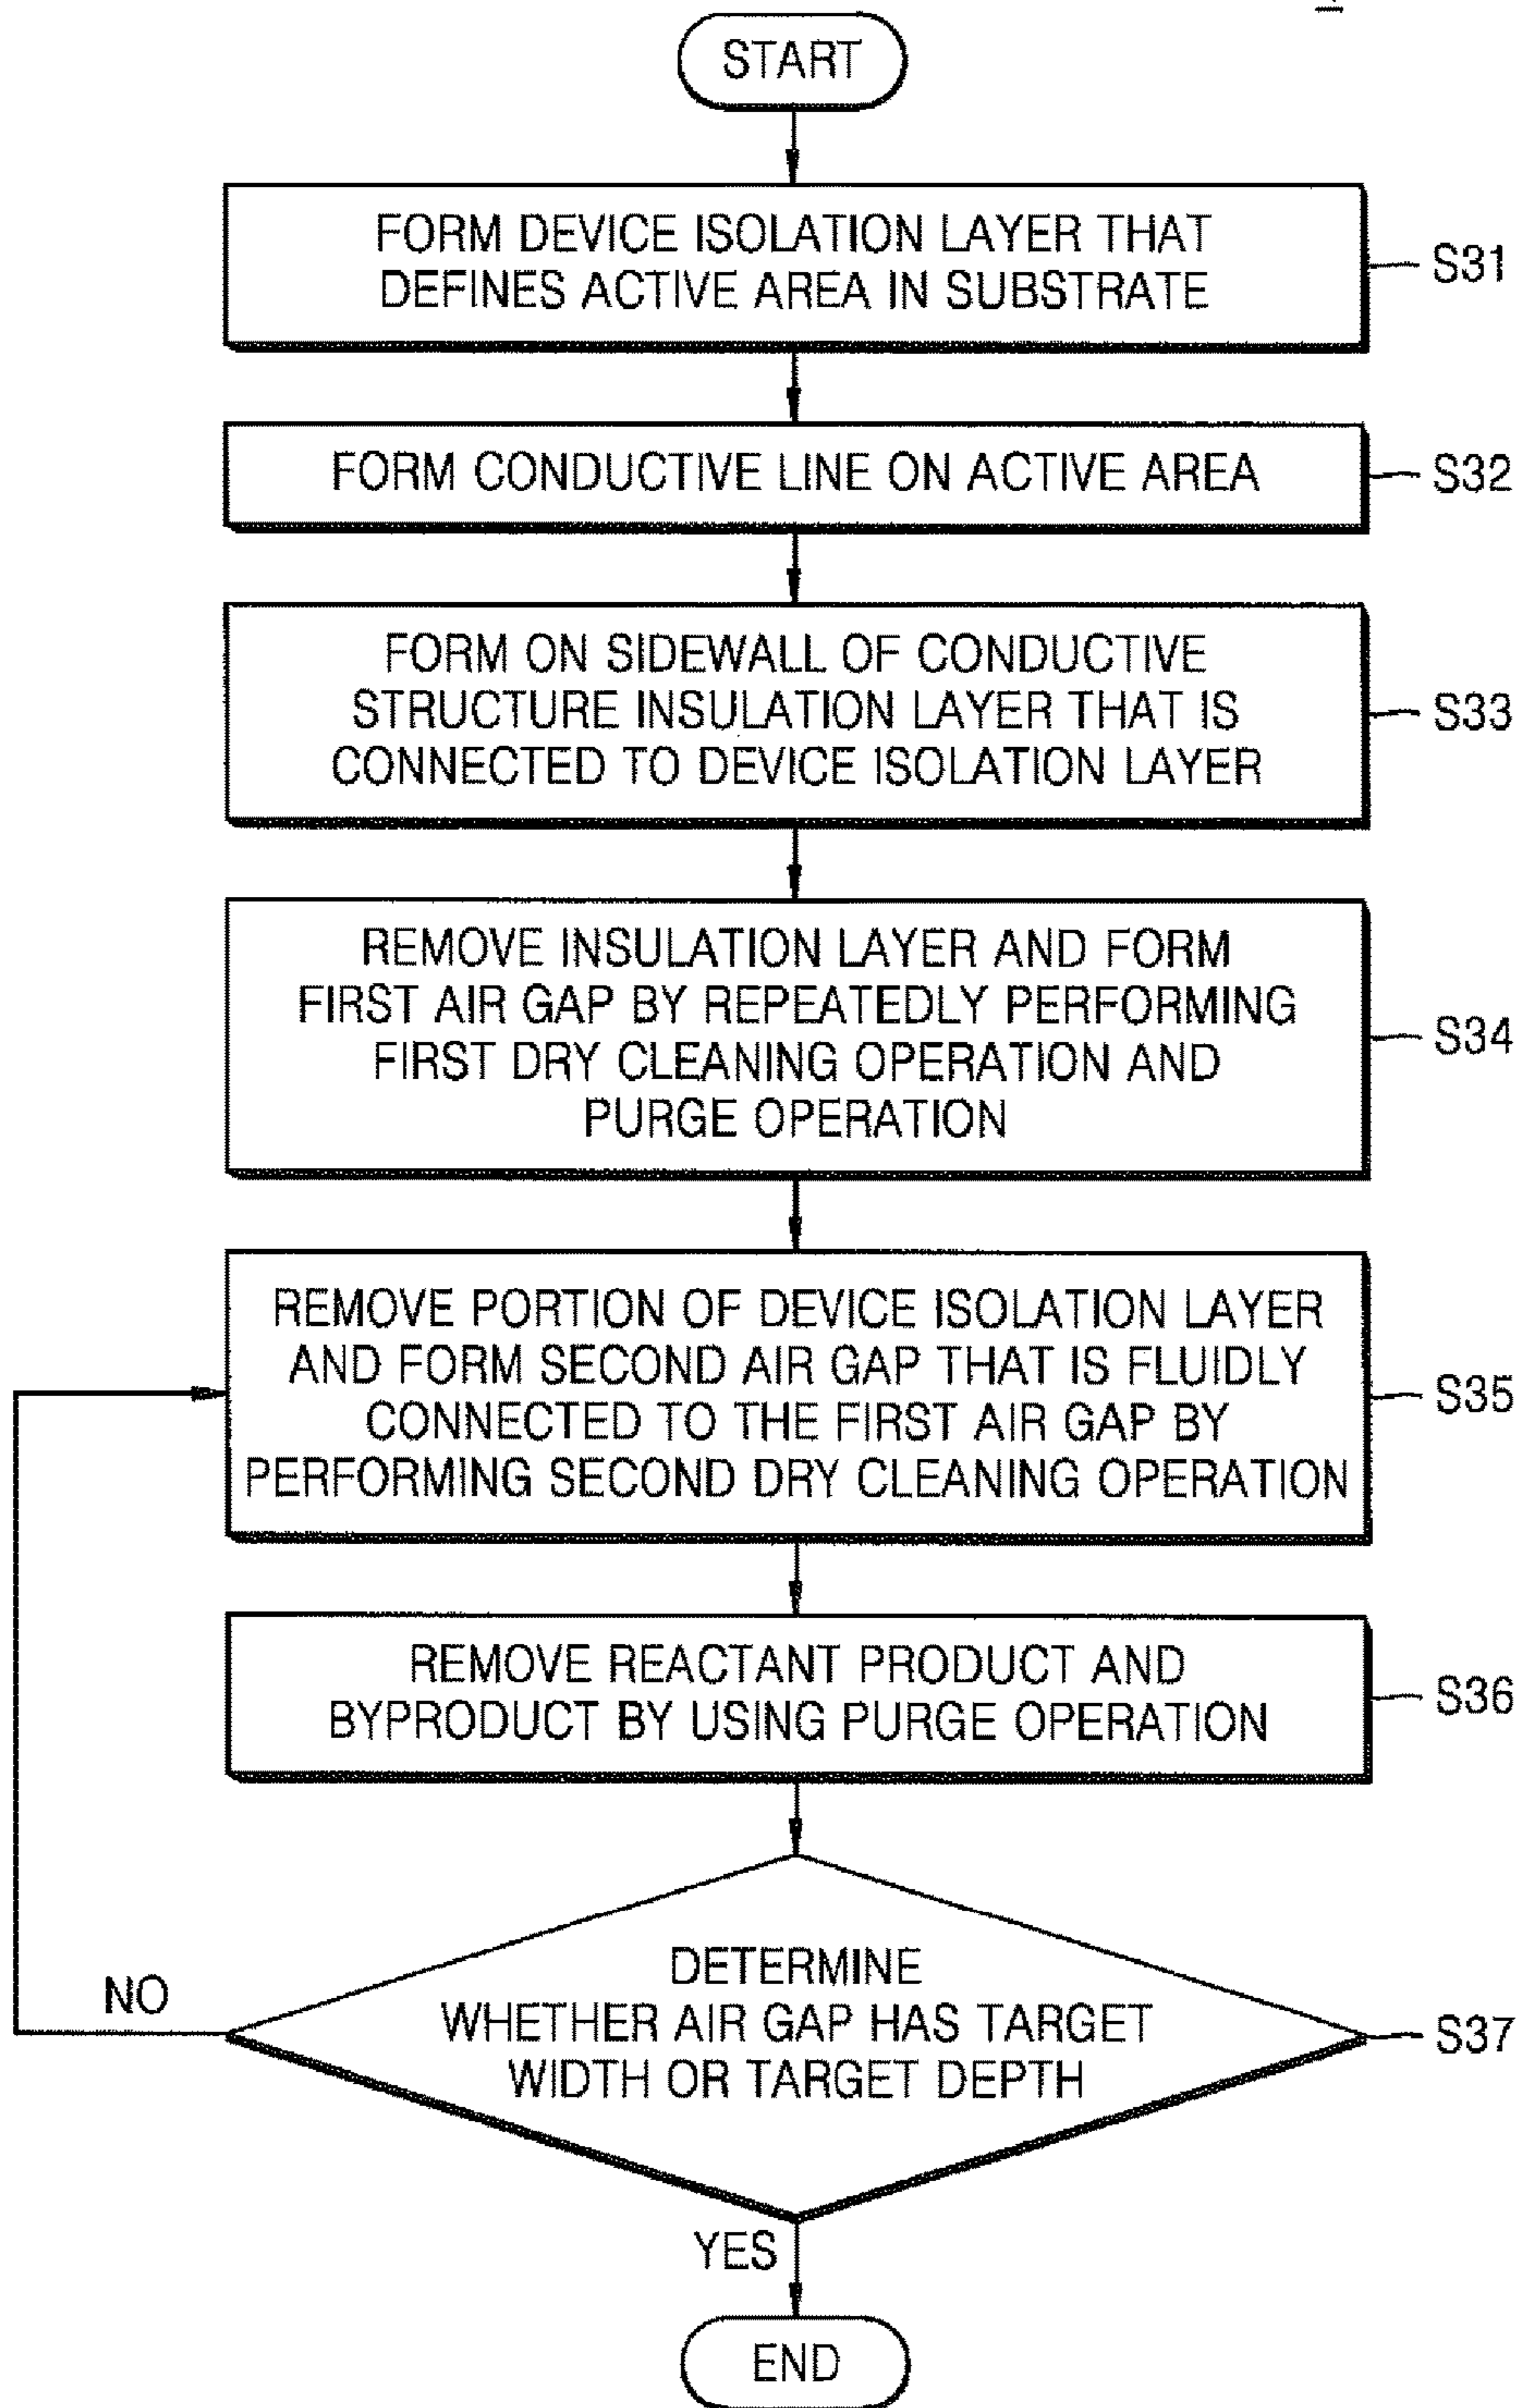 START
FORM DEVICE ISOLATION LAYER THAT
DEFINES ACTIVE AREA IN SUBSTRATE
S31
FORM CONDUCTIVE LINE ON ACTIVE AREA
S32
FORM ON SIDEWALL OF CONDUCTIVE
STRUCTURE INSULATION LAYER THAT IS
CONNECTED TO DEVICE ISOLATION LAYER
S33
REMOVE INSULATION LAYER AND FORM
FIRST AIR GAP BY REPEATEDLY PERFORMING
FIRST DRY CLEANING OPERATION AND
PURGE OPERATION
S34
REMOVE PORTION OF DEVICE ISOLATION LAYER
AND FORM SECOND AIR GAP THAT IS FLUIDLY
CONNECTED TO THE FIRST AIR GAP BY
PERFORMING SECOND DRY CLEANING OPERATION
S35
REMOVE REACTANT PRODUCT AND
BYPRODUCT BY USING PURGE OPERATION
S36
DETERMINE
WHETHER AIR GAP HAS TARGET
WIDTH OR TARGET DEPTH
S37
NO
YES
END